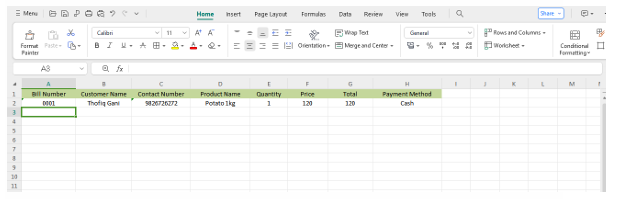 Menu Home Insert Page Layout Formulas Data Review View Tools Share
Format Painter Paste Calibri 11 A+ A- Wrap Text General Rows and Columns
B I U A Orientation Merge and Center % Worksheet Conditional Formatting
A3 fx
A B C D E F G H I J K L M
1 Bill Number Customer Name Contact Number Product Name Quantity Price Total Payment Method
2 0001 Thofiq Gani 9826726272 Potato 1kg 1 120 120 Cash
3
4
5
6
7
8
9
10
11